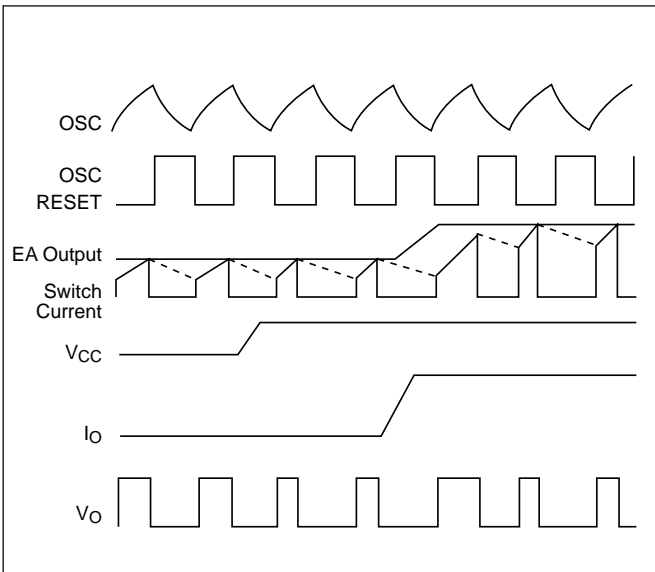 OSC
OSC
RESET
EA Output
Switch
Current
VCC
IO
VO